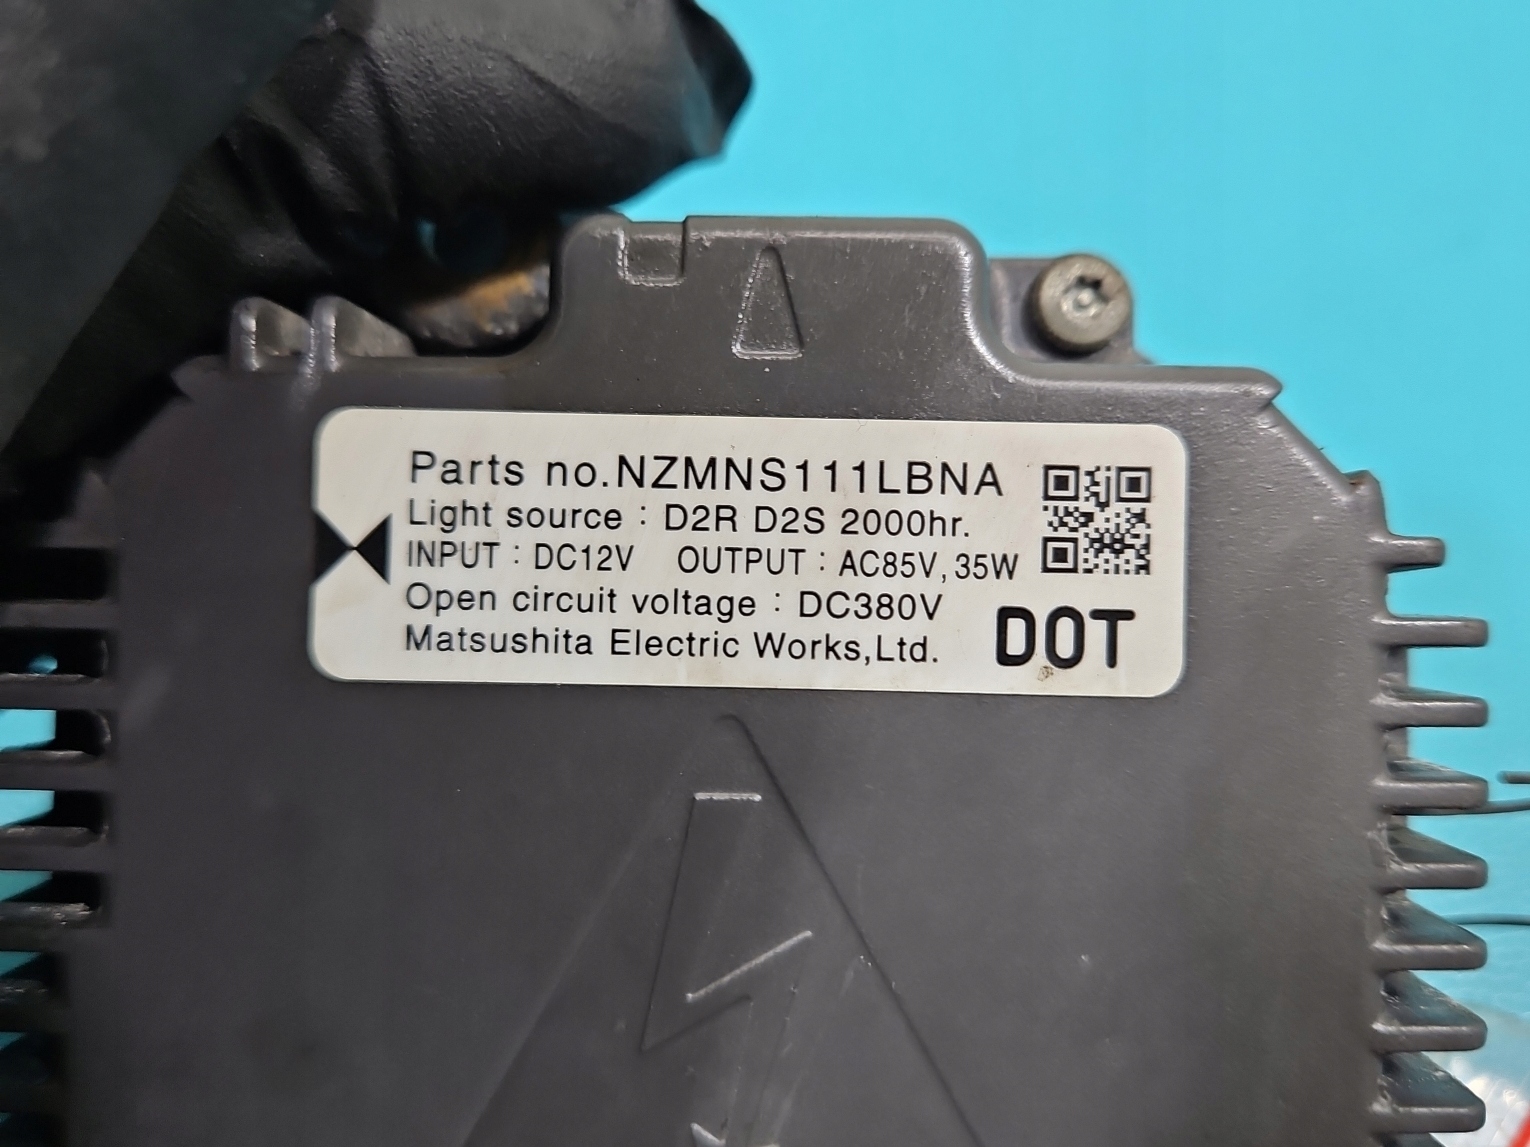 Parts no.NZMNS111LBNA
Light source : D2R D2S 2000hr.
INPUT : DC12V OUTPUT : AC85V, 35W
Open circuit voltage : DC380V
Matsushita Electric Works,Ltd.
DOT